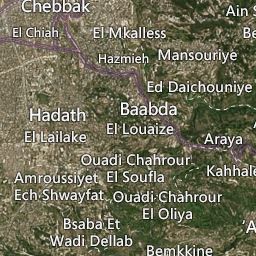 Chebbak
Ain S
El Chiah
El Mkalless
Be
Hazmieh
Mansouriye
Ed Daichouniye
Baabda
Hadath
El Louaize
El Lailake
Araya
Ouadi Chahrour
El Soufla
Kahhale
Amroussiyet
Ech Shwayfat
Ouadi Chahrour
El Oliya
'A
Bsaba Et
Wadi Dellab
Bemkkine